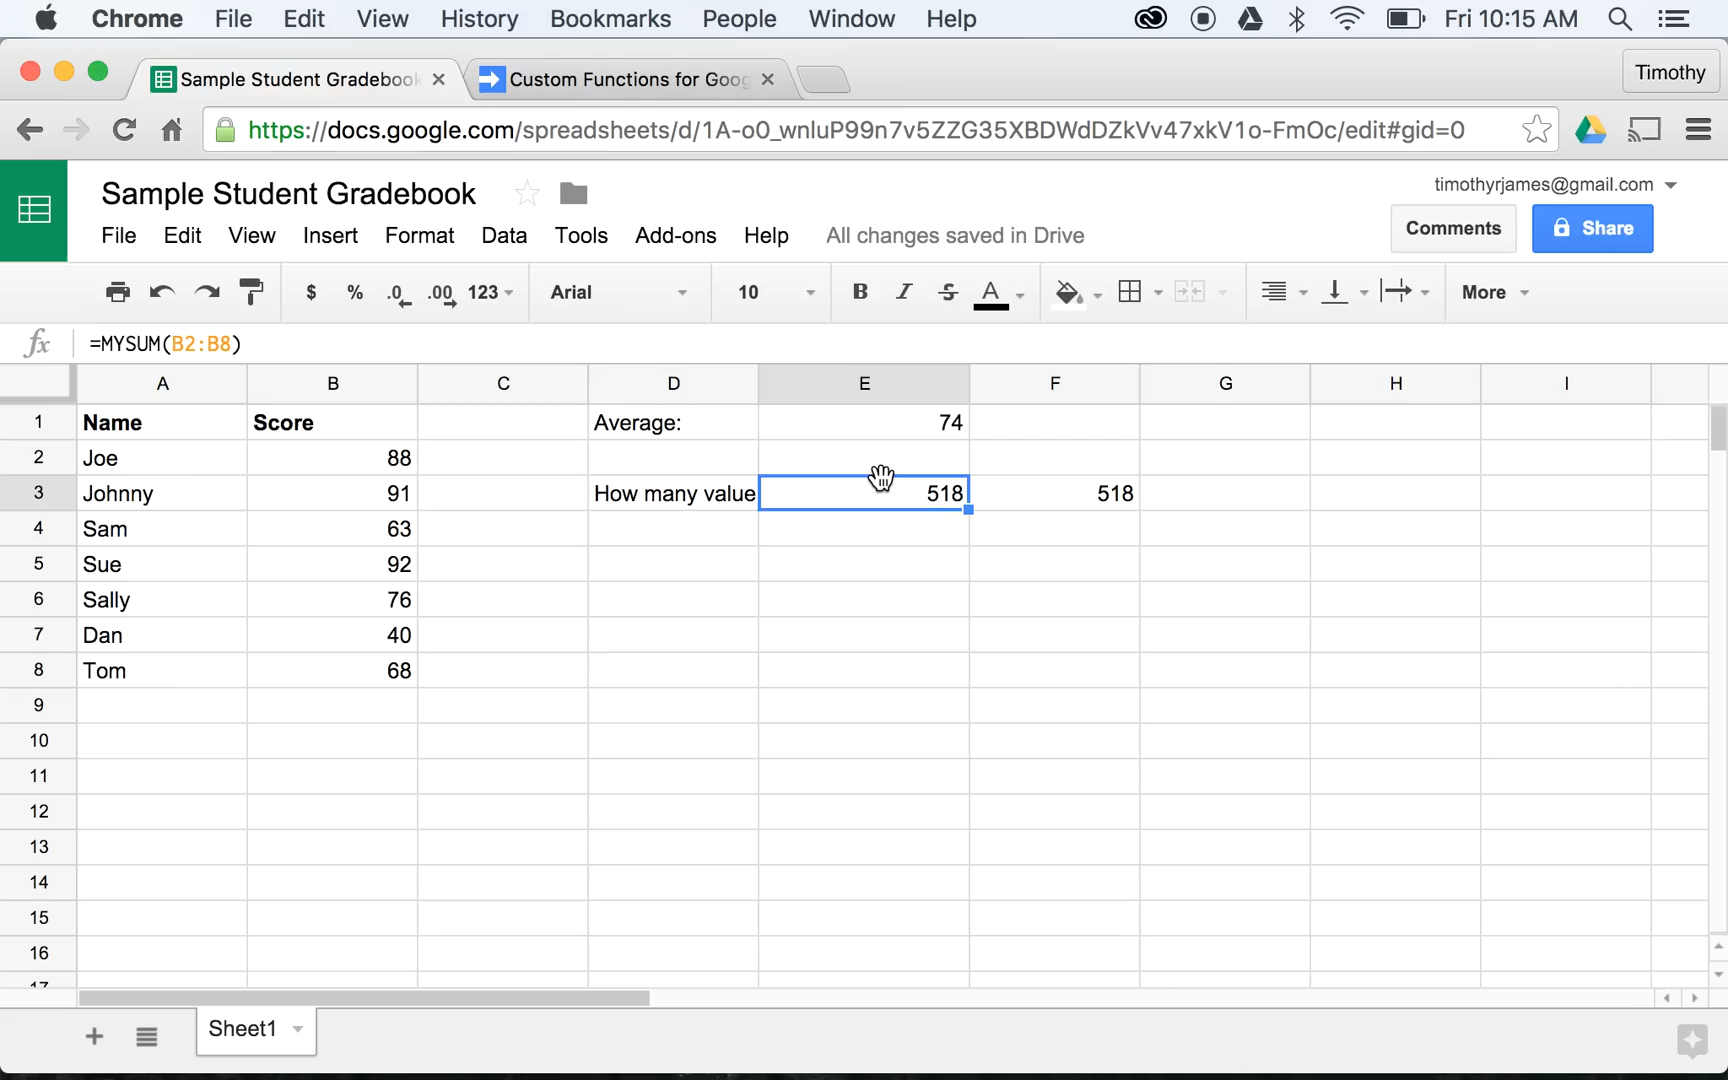 Chrome File Edit View History Bookmarks People Window Help Fri 10:15 AM
Sample Student Gradebook Custom Functions for Goog Timothy
https://docs.google.com/spreadsheets/d/1A-o0_wnluP99n7v5ZZG35XBDWdDZkVv47xkV1o-FmOc/edit#gid=0
Sample Student Gradebook timothyrjames@gmail.com
File Edit View Insert Format Data Tools Add-ons Help All changes saved in Drive Comments Share
$ % .0 .00 123 Arial 10 B I S A More
fx =MYSUM(B2:B8)
A B C D E F G H I
1 Name Score Average: 74
2 Joe 88
3 Johnny 91 How many value 518 518
4 Sam 63
5 Sue 92
6 Sally 76
7 Dan 40
8 Tom 68
9
10
11
12
13
14
15
16
17
Sheet1